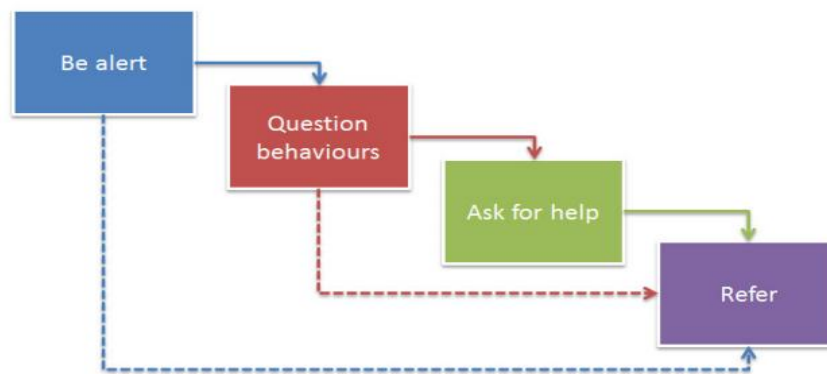 Be alert
Question
behaviours
Ask for help
Refer